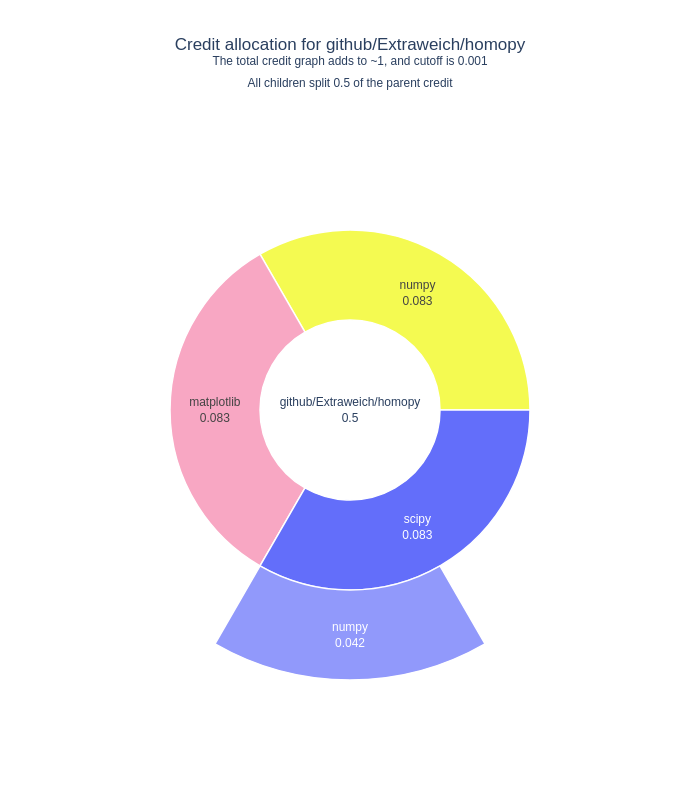 Credit allocation for github/Extraweich/homopy
The total credit graph adds to ~1, and cutoff is 0.001
All children split 0.5 of the parent credit
numpy
0.083
matplotlib
0.083
github/Extraweich/homopy
0.5
scipy
0.083
numpy
0.042